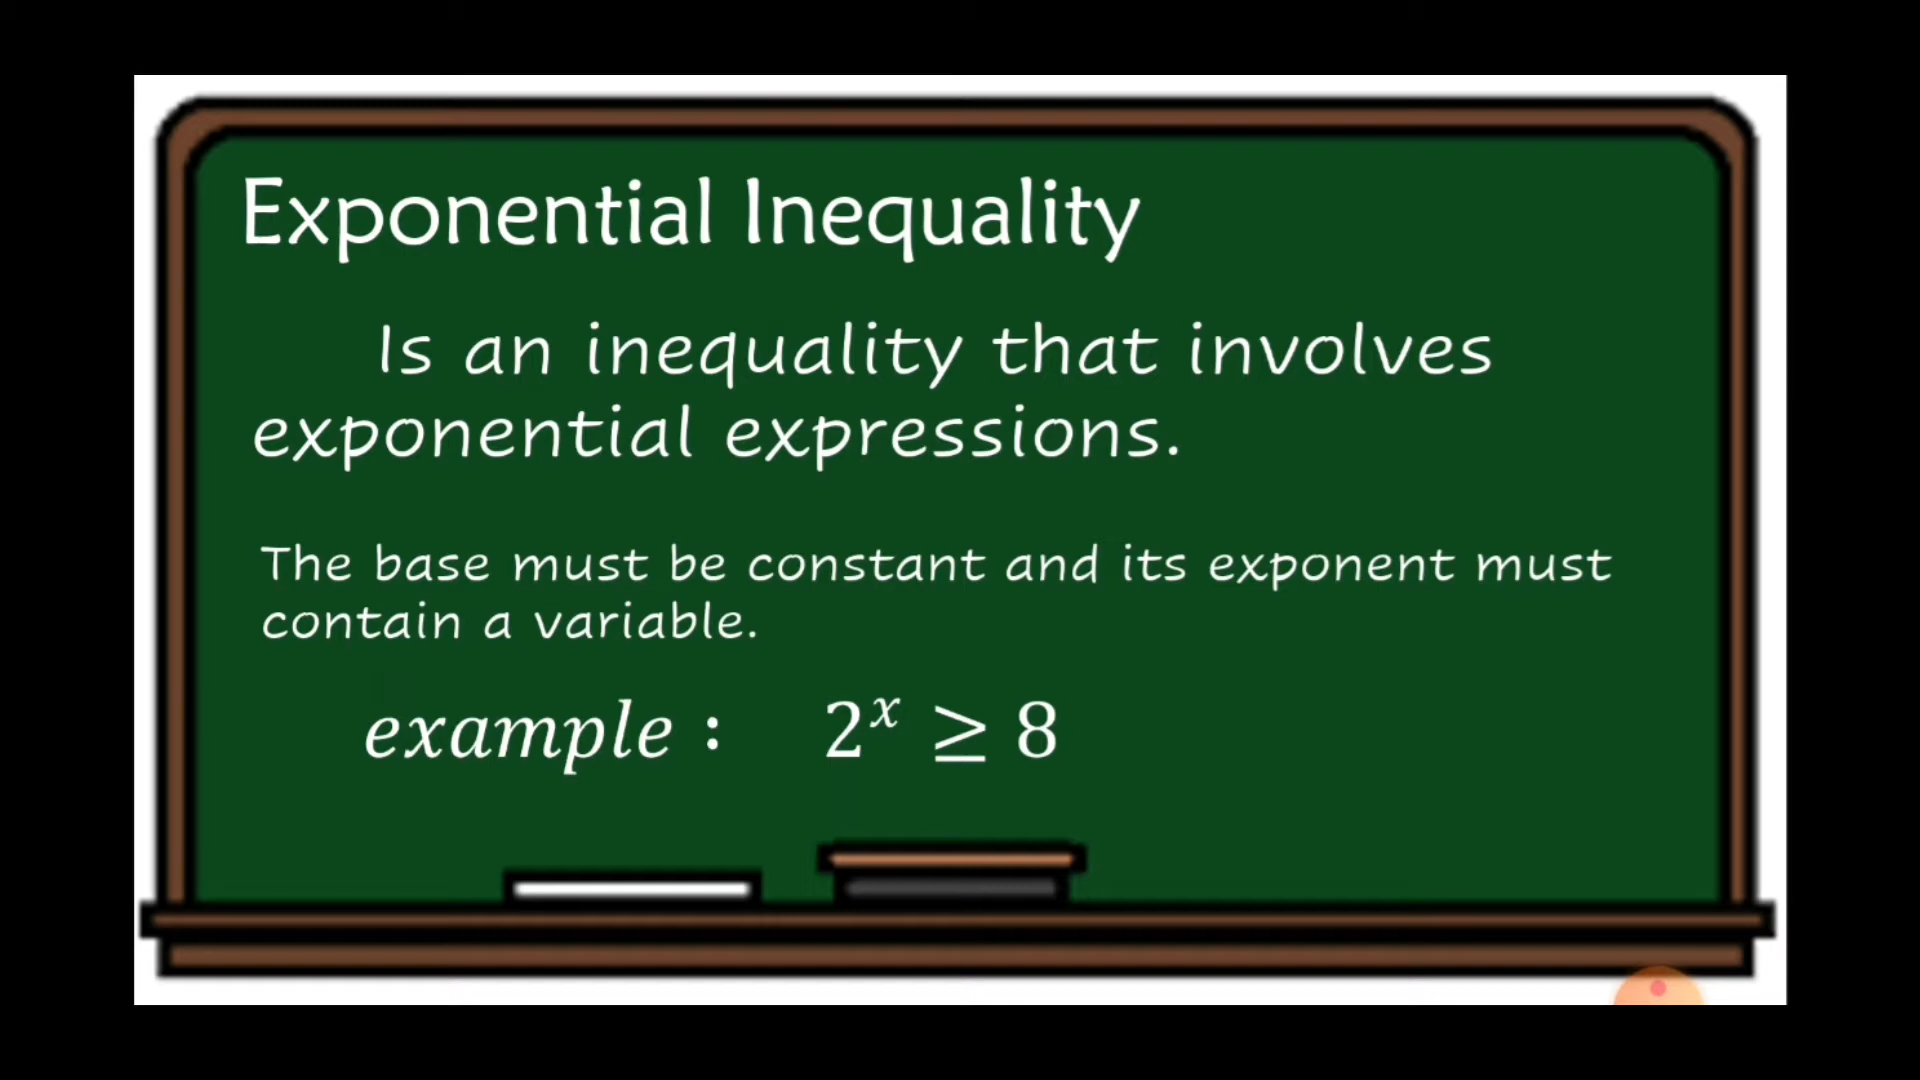 Exponential Inequality
Is an inequality that involves
exponential expressions.
The base must be constant and its exponent must
contain a variable.
example : 2ˣ ≥ 8